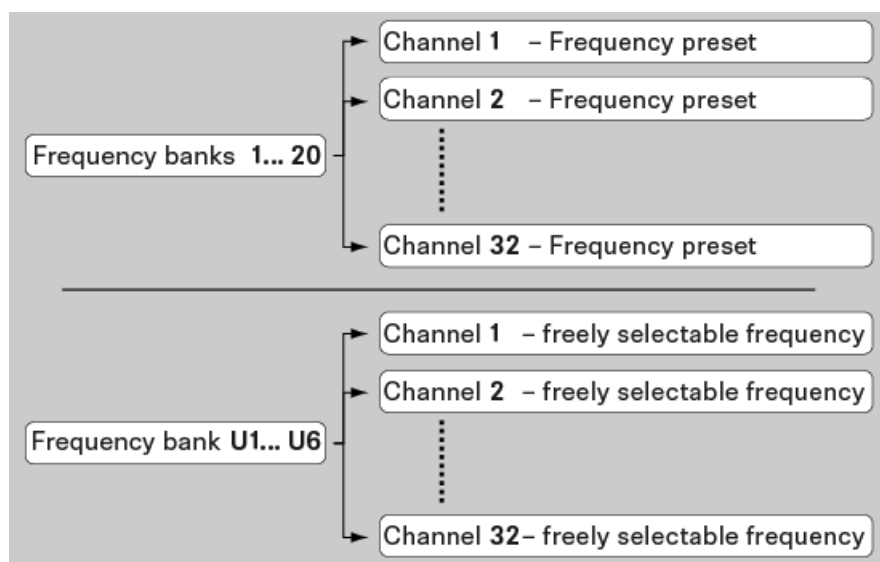 Channel 1 – Frequency preset
Channel 2 – Frequency preset
Frequency banks 1... 20
Channel 32 – Frequency preset
Channel 1 – freely selectable frequency
Channel 2 – freely selectable frequency
Frequency bank U1... U6
Channel 32– freely selectable frequency